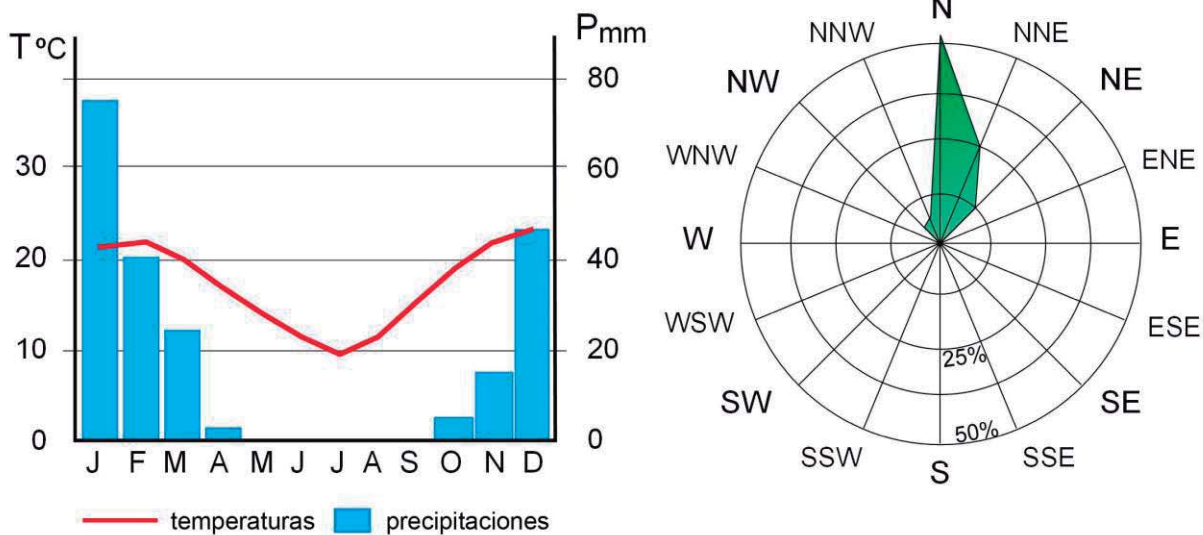 T ºC
Pmm
30
20
10
0
80
60
40
20
0
J F M A M J J A S O N D
temperaturas
precipitaciones
N
NNW
NNE
NW
NE
WNW
ENE
W
E
WSW
ESE
SW
SE
SSW
SSE
S
25%
50%